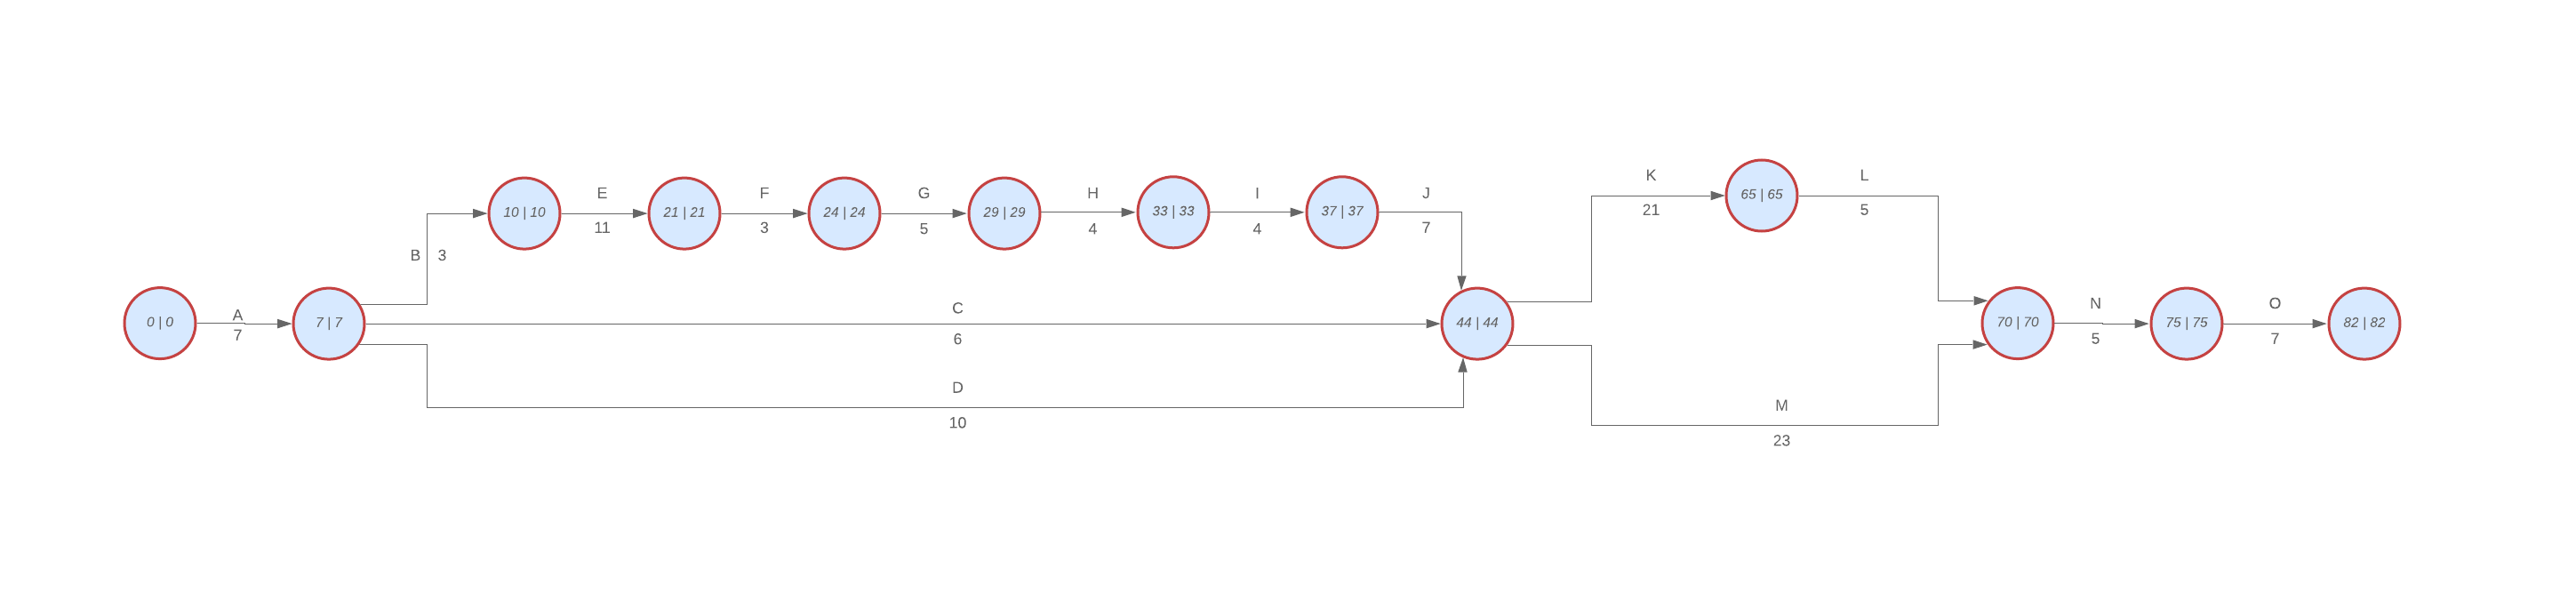 K
L
65 | 65
21
5
E
F
G
H
I
J
10 | 10
21 | 21
24 | 24
29 | 29
33 | 33
37 | 37
11
3
5
4
4
7
B 3
A
C
N
O
0 | 0
7 | 7
44 | 44
70 | 70
75 | 75
82 | 82
7
6
5
7
D
10
M
23